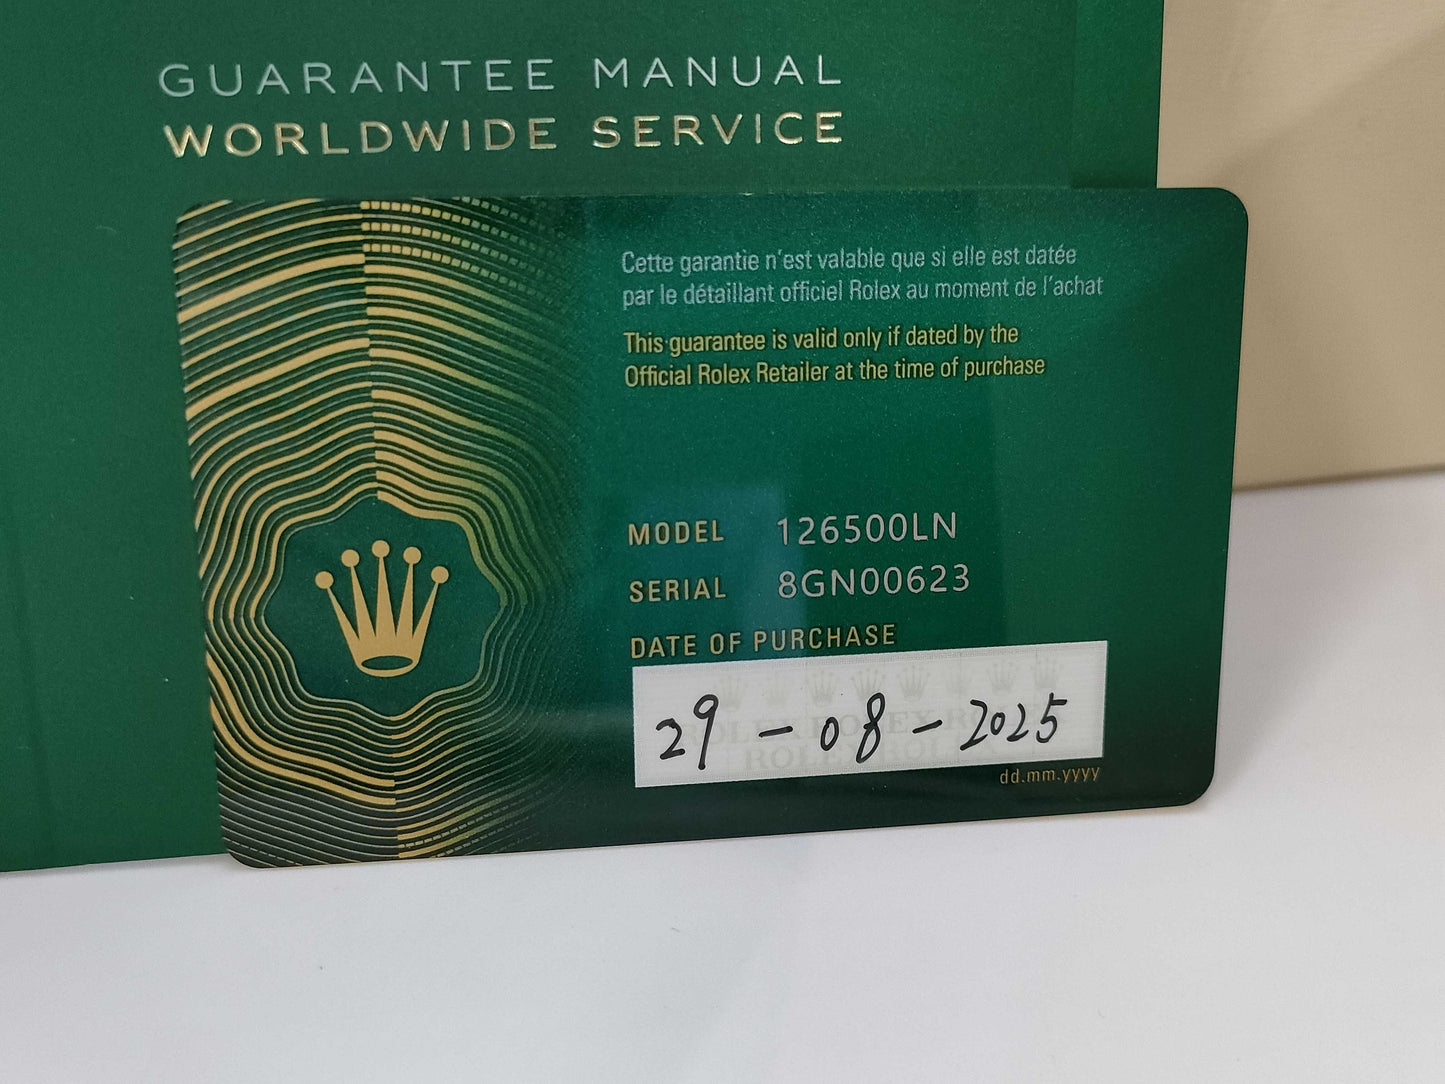 GUARANTEE MANUAL
WORLDWIDE SERVICE
Cette garantie n'est valable que si elle est datée
par le détaillant officiel Rolex au moment de l'achat
This guarantee is valid only if dated by the
Official Rolex Retailer at the time of purchase
MODEL 126500LN
SERIAL 8GN00623
DATE OF PURCHASE
29 - 08 - 2025
dd.mm.yyyy